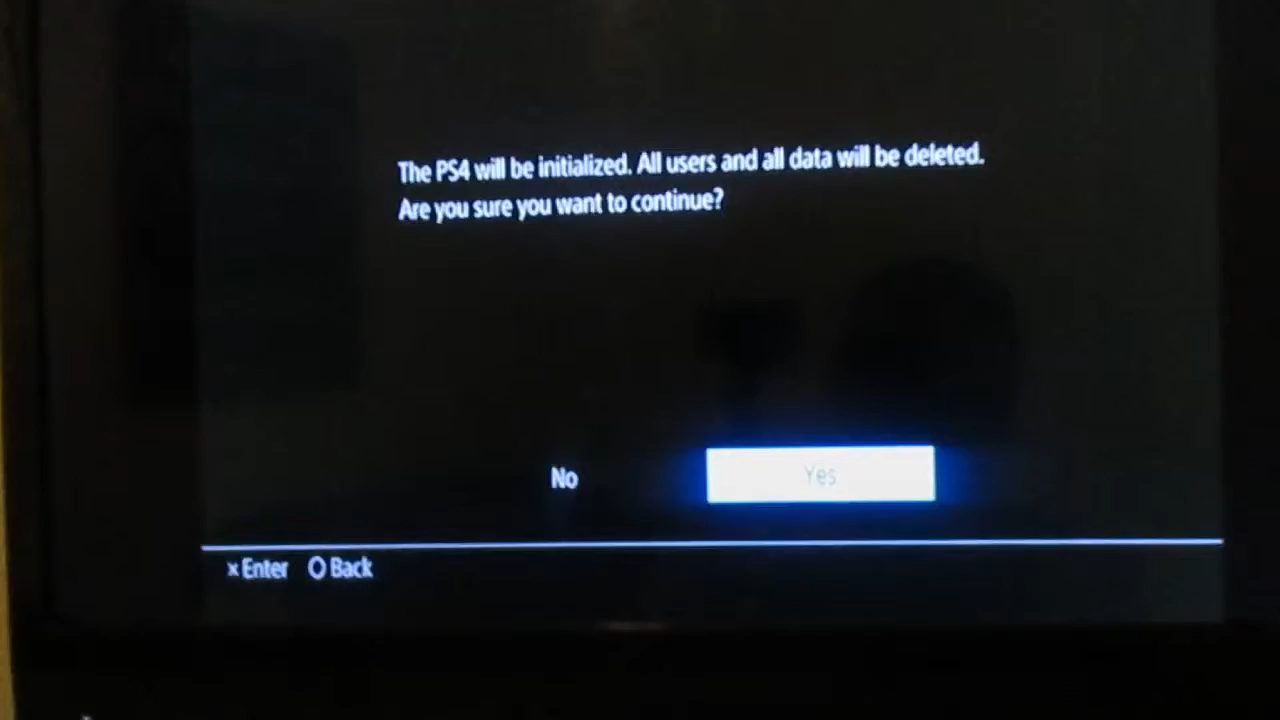 The PS4 will be initialized. All users and all data will be deleted.
Are you sure you want to continue?
No
Yes
× Enter O Back